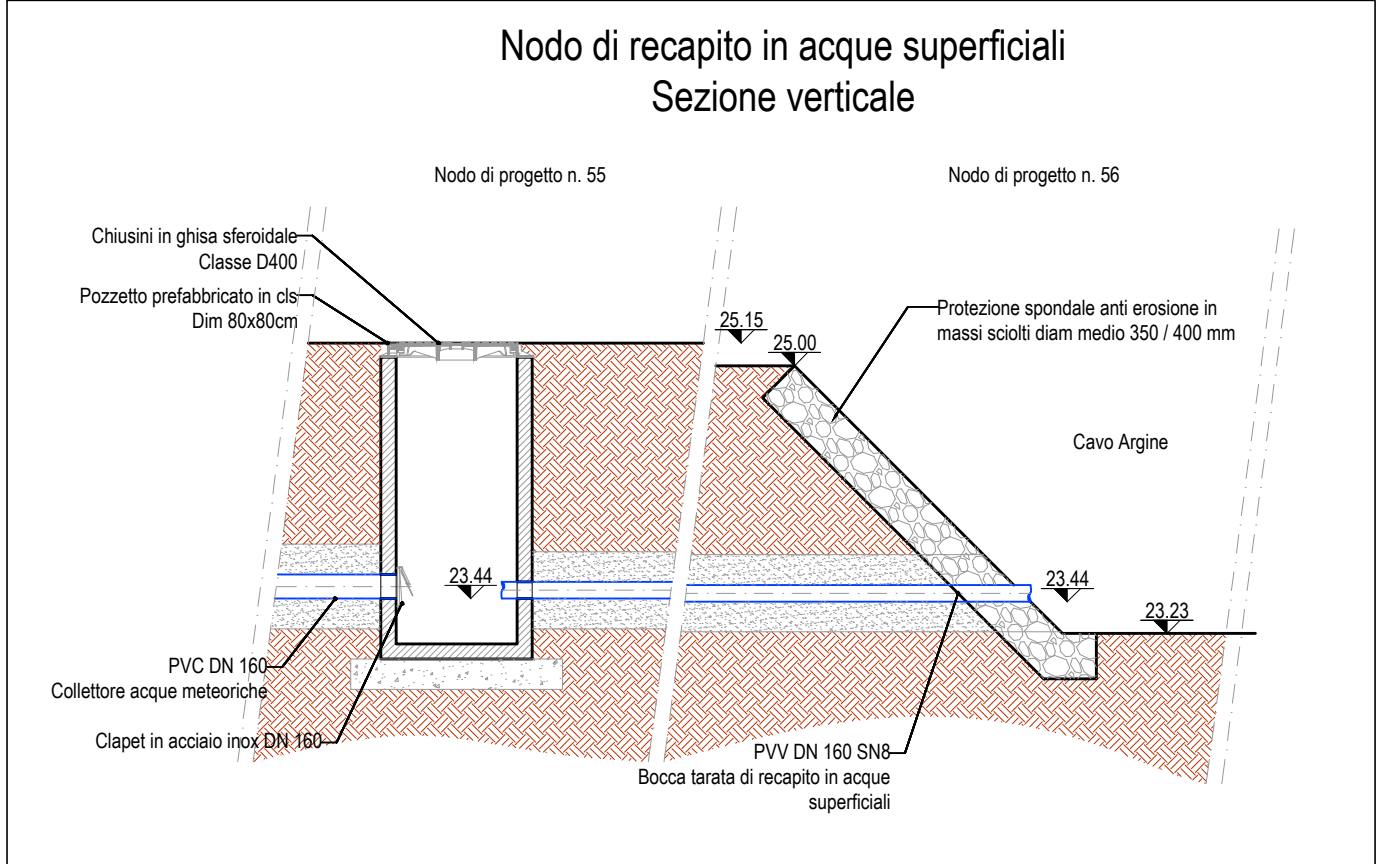 Nodo di recapito in acque superficiali
Sezione verticale
Nodo di progetto n. 55
Nodo di progetto n. 56
Chiusini in ghisa sferoidale
Classe D400
Pozzetto prefabbricato in cls
Dim 80x80cm
25.15
25.00
Protezione spondale anti erosione in
massi sciolti diam medio 350 / 400 mm
Cavo Argine
23.44
23.44
23.23
PVC DN 160
Collettore acque meteoriche
Clapet in acciaio inox DN 160
PVV DN 160 SN8
Bocca tarata di recapito in acque
superficiali